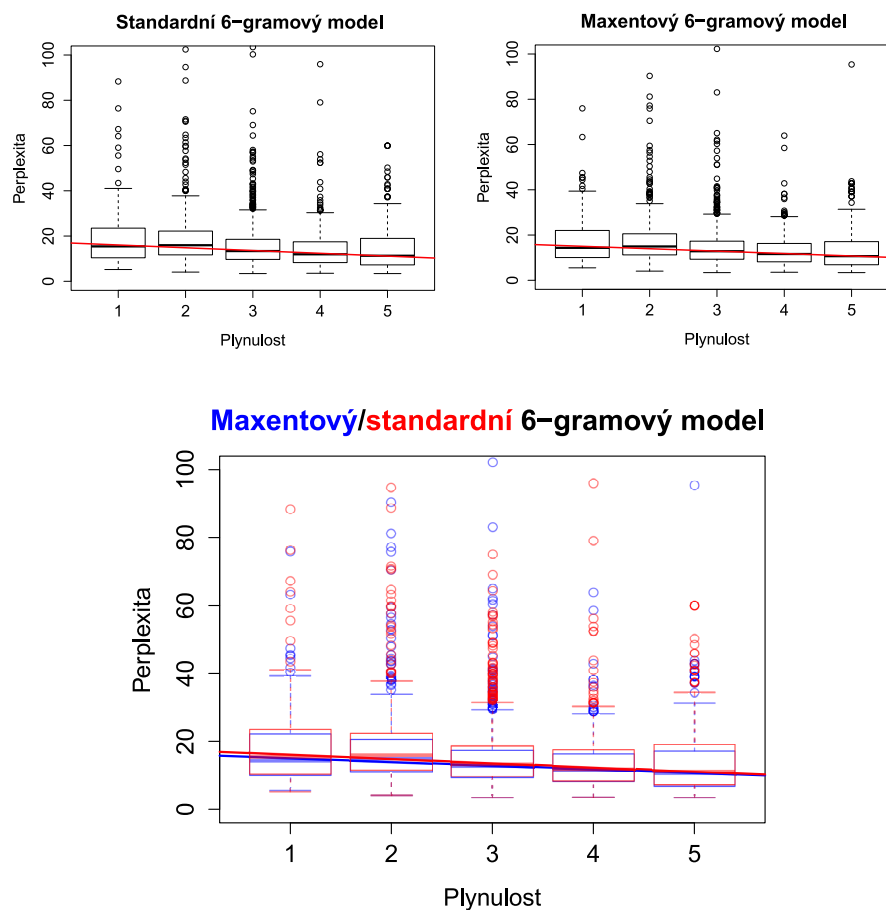 Standardní 6−gramový model
Perplexita
100
80
60
40
20
0
1 2 3 4 5
Plynulost
Maxentový 6−gramový model
Perplexita
100
80
60
40
20
0
1 2 3 4 5
Plynulost
Maxentový/standardní 6−gramový model
Perplexita
100
80
60
40
20
0
1 2 3 4 5
Plynulost